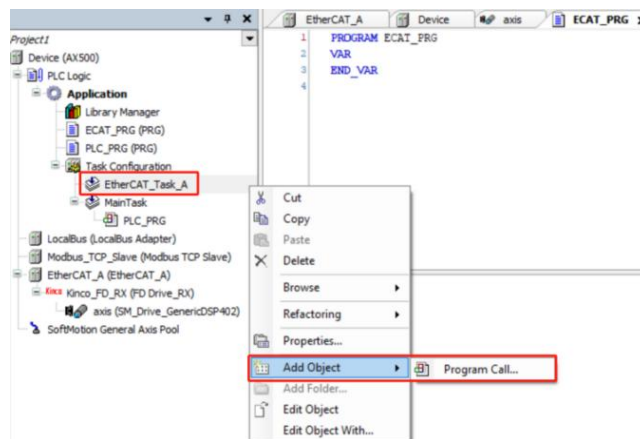 EtherCAT_A
Device
axis
ECAT_PRG
Project1
Device (AX500)
PLC Logic
Application
Library Manager
ECAT_PRG (PRG)
PLC_PRG (PRG)
Task Configuration
EtherCAT_Task_A
MainTask
PLC_PRG
LocalBus (LocalBus Adapter)
Modbus_TCP_Slave (Modbus TCP Slave)
EtherCAT_A (EtherCAT_A)
Kinco Kinco_FD_RX (FD Drive_RX)
axis (SM_Drive_GenericDSP402)
SoftMotion General Axis Pool
1 PROGRAM ECAT_PRG
2 VAR
3 END_VAR
4
Cut
Copy
Paste
Delete
Browse
Refactoring
Properties...
Add Object
Program Call...
Add Folder...
Edit Object
Edit Object With...